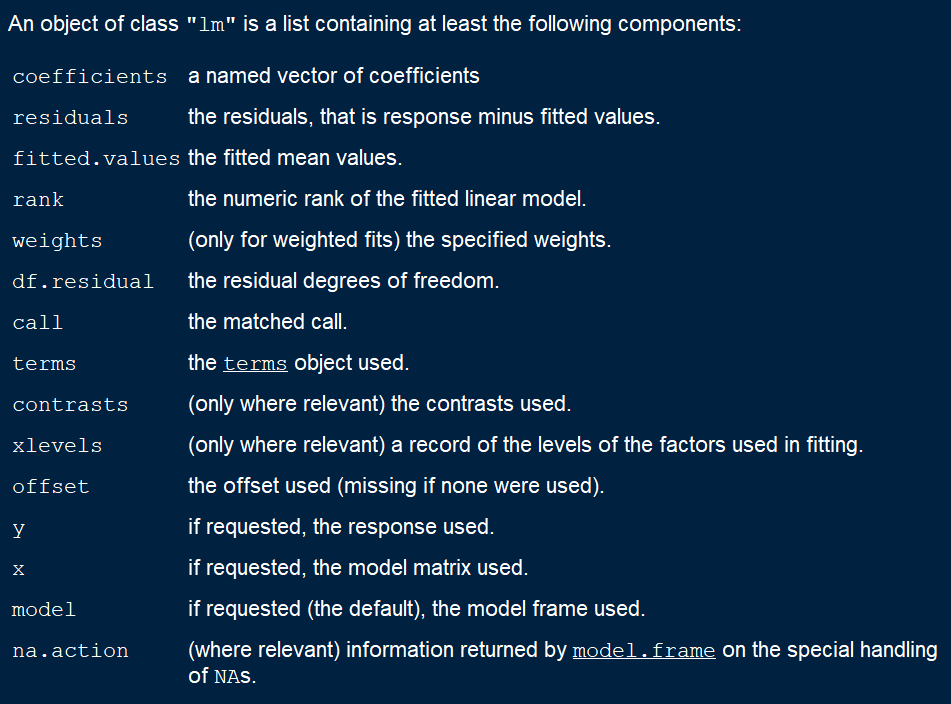 An object of class "lm" is a list containing at least the following components:
coefficients a named vector of coefficients
residuals the residuals, that is response minus fitted values.
fitted.values the fitted mean values.
rank the numeric rank of the fitted linear model.
weights (only for weighted fits) the specified weights.
df.residual the residual degrees of freedom.
call the matched call.
terms the terms object used.
contrasts (only where relevant) the contrasts used.
xlevels (only where relevant) a record of the levels of the factors used in fitting.
offset the offset used (missing if none were used).
y if requested, the response used.
x if requested, the model matrix used.
model if requested (the default), the model frame used.
na.action (where relevant) information returned by model.frame on the special handling
of NAs.